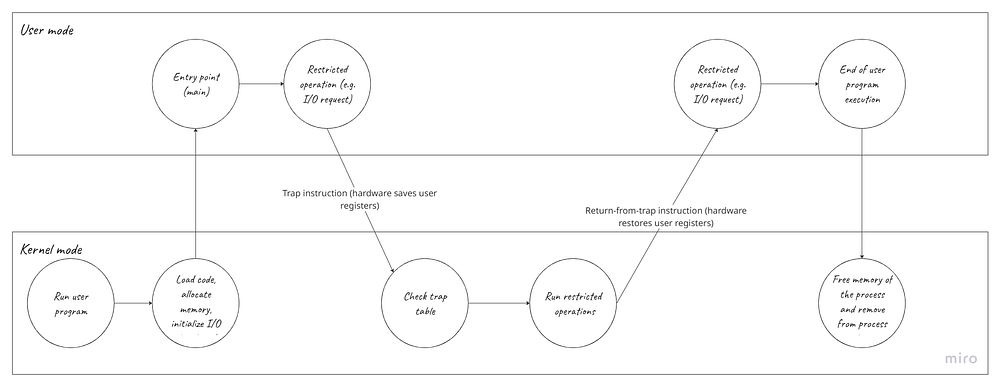 User mode
Entry point
(main)
Restricted
operation (e.g.
I/O request)
Restricted
operation (e.g.
I/O request)
End of user
program
execution
Trap instruction (hardware saves user
registers)
Return-from-trap instruction (hardware
restores user registers)
Kernel mode
Run user
program
Load code,
allocate
memory,
initialize I/O
Check trap
table
Run restricted
operations
Free memory of
the process
and remove
from process
miro